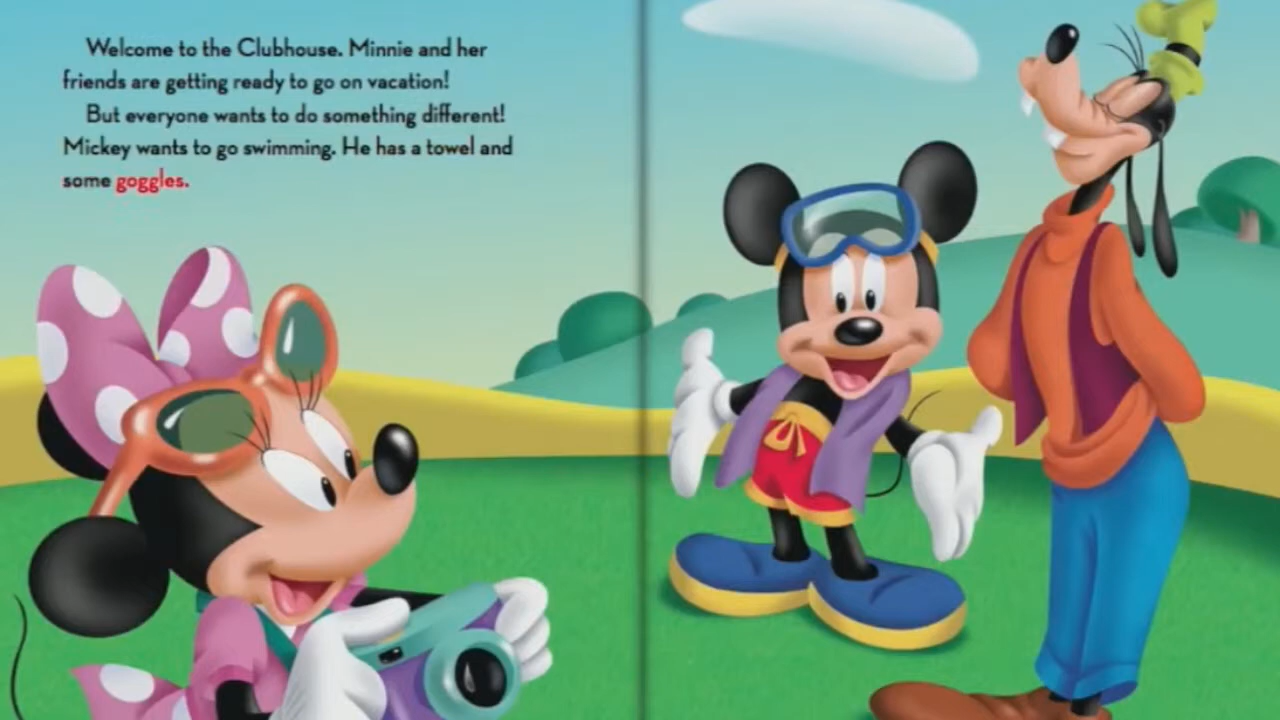 Welcome to the Clubhouse. Minnie and her
friends are getting ready to go on vacation!
But everyone wants to do something different!
Mickey wants to go swimming. He has a towel and
some goggles.